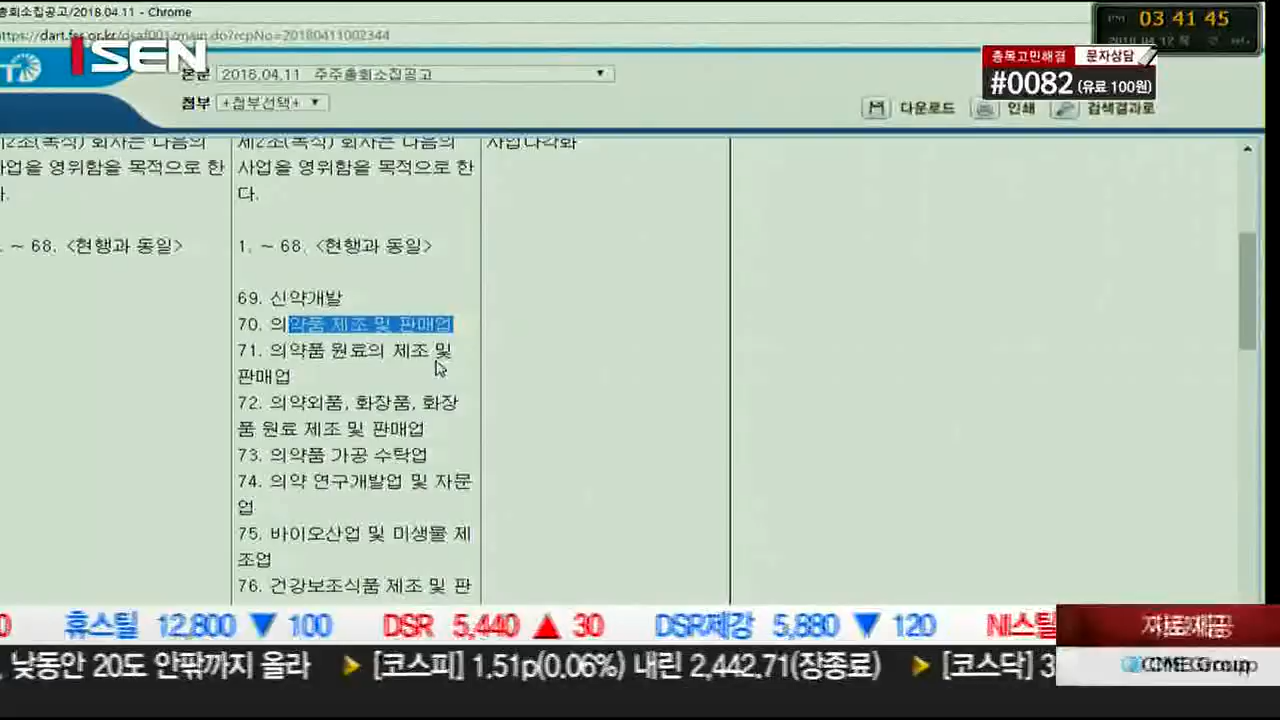 총회소집공고/2018.04.11 - Chrome
https://dart.fss.or.kr/dsaf001/main.do?rcpNo=20180411002344
PM 03 41 45
SEN
본문 2018.04.11 주주총회소집공고
종목고민해결 문자상담
#0082 (유료 100원)
첨부 +첨부선택+
다운로드 인쇄 검색결과로
제2조(목적) 회사는 다음의 제2조(목적) 회사는 다음의 사업다각화
사업을 영위함을 목적으로 한 사업을 영위함을 목적으로 한
다. 다.
~ 68. <현행과 동일> 1. ~ 68. <현행과 동일>
69. 신약개발
70. 의약품 제조 및 판매업
71. 의약품 원료의 제조 및
판매업
72. 의약외품, 화장품, 화장
품 원료 제조 및 판매업
73. 의약품 가공 수탁업
74. 의약 연구개발업 및 자문
업
75. 바이오산업 및 미생물 제
조업
76. 건강보조식품 제조 및 판
0 휴스틸 12,800 ▼ 100 DSR 5,440 ▲ 30 DSR제강 5,880 ▼ 120 NI스틸
자료제공
낮동안 20도 안팎까지 올라 ▶ [코스피] 1.51p(0.06%) 내린 2,442.71(장종료) ▶ [코스닥] 3
CME Group